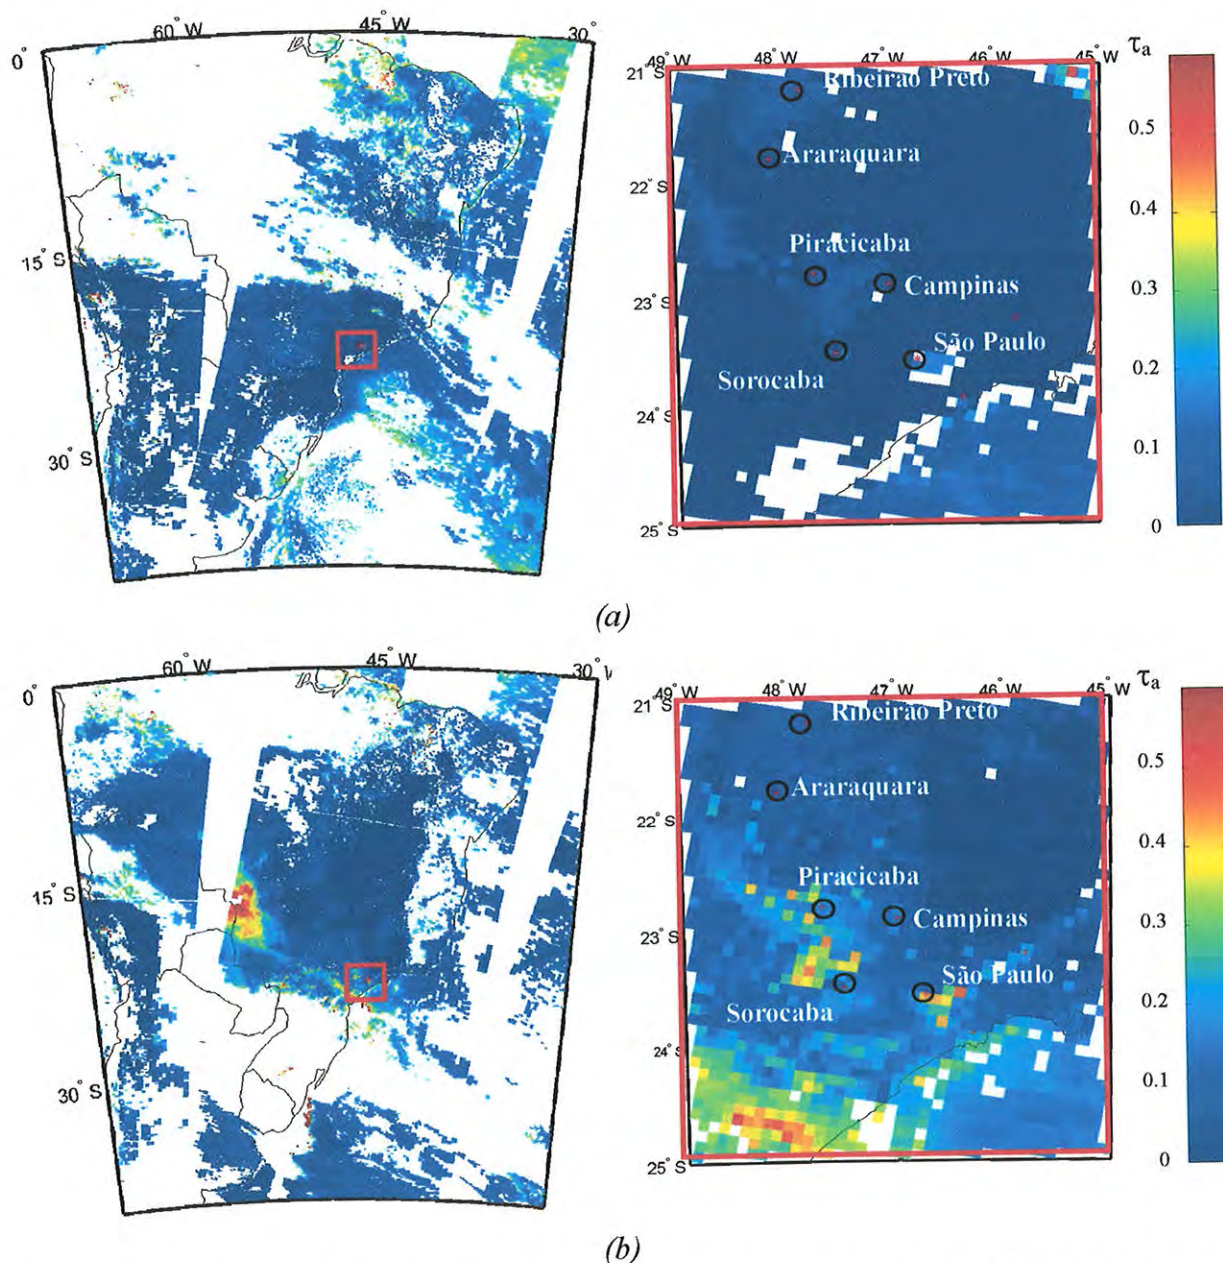 60° W 45° W 30°
0°
15° S
30° S
49° W 48° W 47° W 46° W 45° W τa
21° S
22° S
23° S
24° S
25° S
Ribeirao Preto
Araraquara
Piracicaba
Campinas
São Paulo
Sorocaba
0.5
0.4
0.3
0.2
0.1
0
(a)
60° W 45° W 30° W
0°
15° S
30° S
49° W 48° W 47° W 46° W 45° W τa
21° S
22° S
23° S
24° S
25° S
Ribeirao Preto
Araraquara
Piracicaba
Campinas
São Paulo
Sorocaba
0.5
0.4
0.3
0.2
0.1
0
(b)